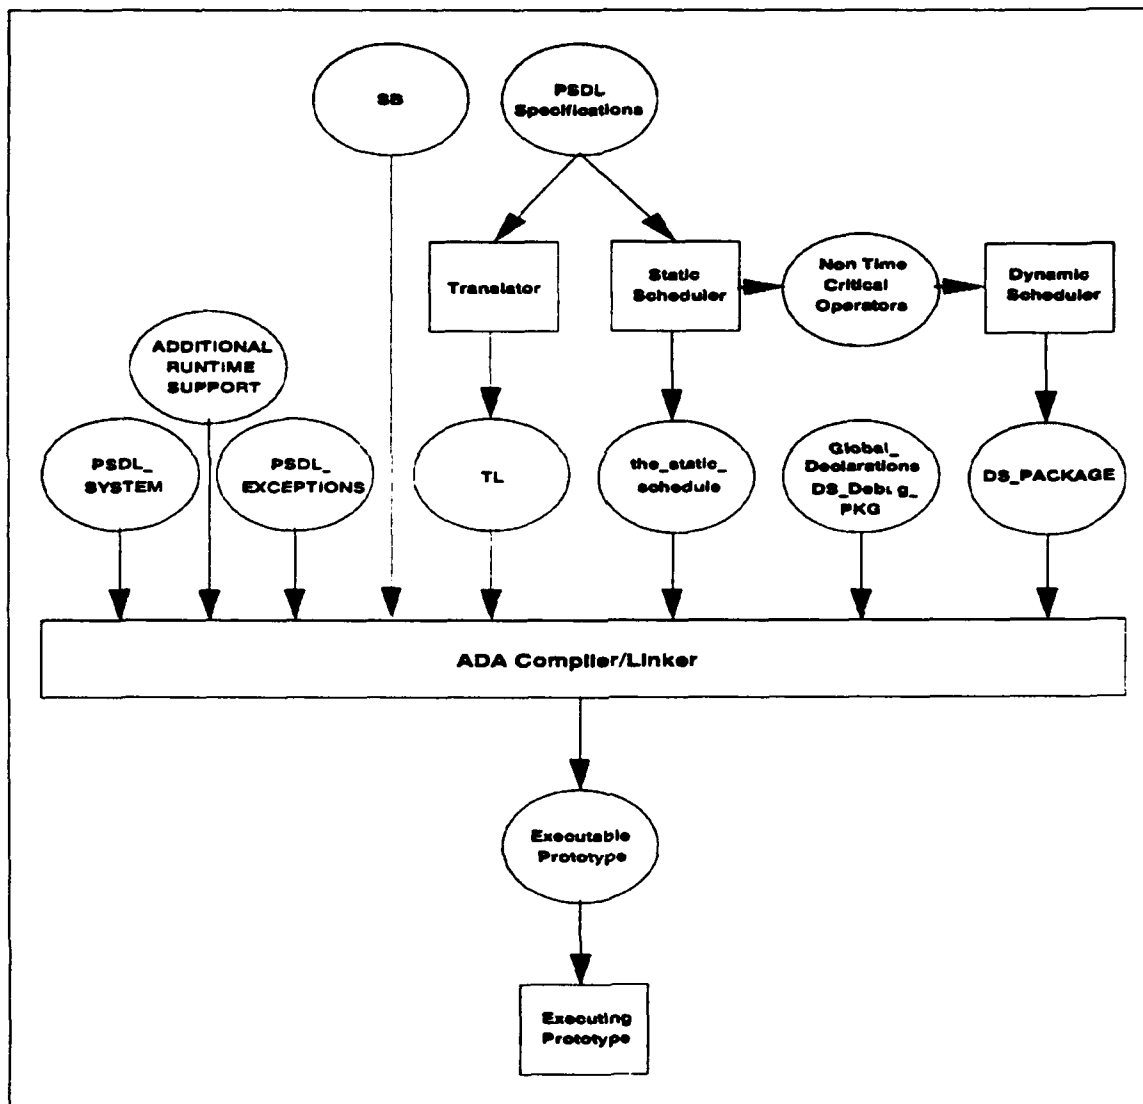 SB
PSDL
Specifications
Translator
Static
Scheduler
Non Time
Critical
Operators
Dynamic
Scheduler
ADDITIONAL
RUNTIME
SUPPORT
PSDL_
SYSTEM
PSDL_
EXCEPTIONS
TL
the_static_
schedule
Global_
Declarations
DS_Debug_
PKG
DS_PACKAGE
ADA Compiler/Linker
Executable
Prototype
Executing
Prototype